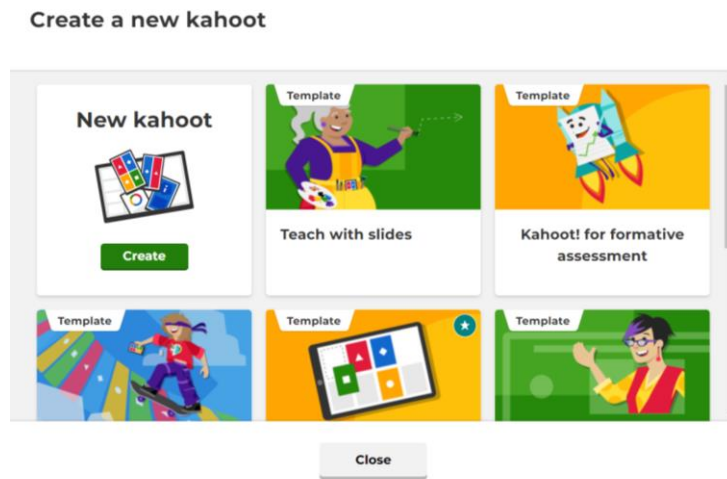 Create a new kahoot
New kahoot
Create
Template
Teach with slides
Template
Kahoot! for formative
assessment
Template
Template
Template
Close